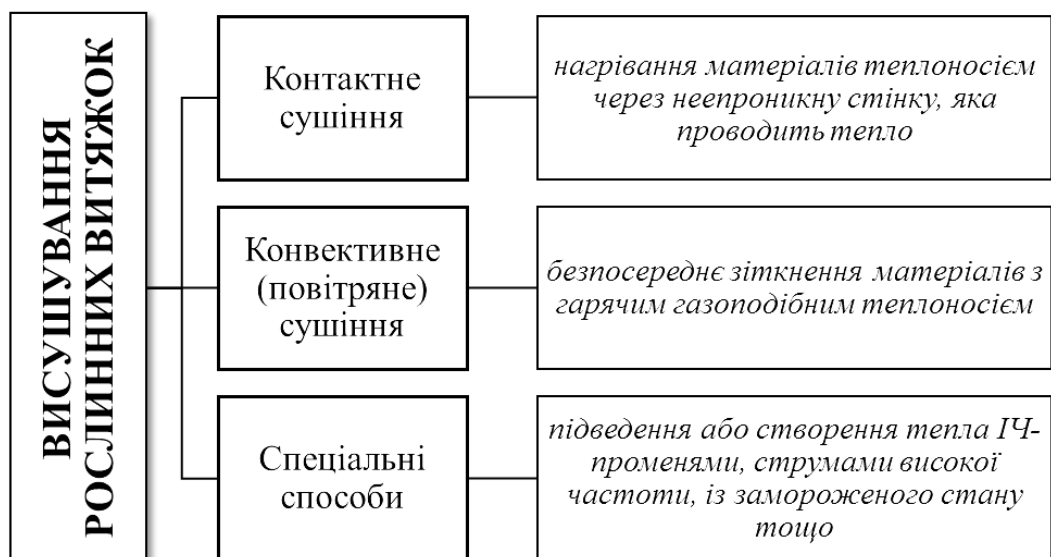 ВИСУШУВАННЯ
РОСЛИННИХ ВИТЯЖОК
Контактне
сушіння
нагрівання матеріалів теплоносієм
через неепроникну стінку, яка
проводить тепло
Конвективне
(повітряне)
сушіння
безпосереднє зіткнення матеріалів з
гарячим газоподібним теплоносієм
Спеціальні
способи
підведення або створення тепла ІЧ-
променями, струмами високої
частоти, із замороженого стану
тощо